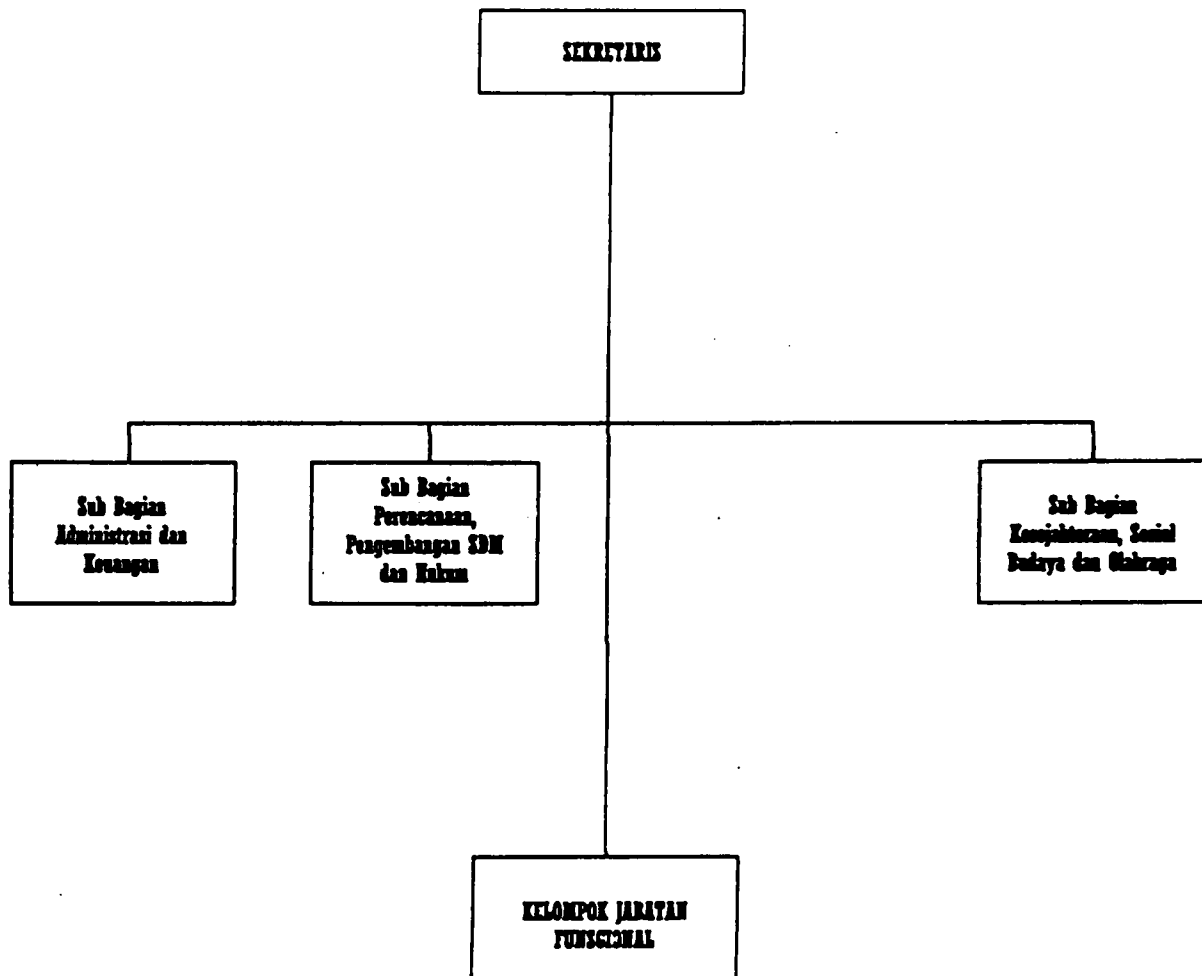 SEKRETARIS
Sub Bagian
Administrasi dan
Keuangan
Sub Bagian
Perencanaan,
Pengembangan SDM
dan Hukum
Sub Bagian
Kesejahteraan, Sosial
Budaya dan Olahraga
KELOMPOK JABATAN
FUNSGIONAL